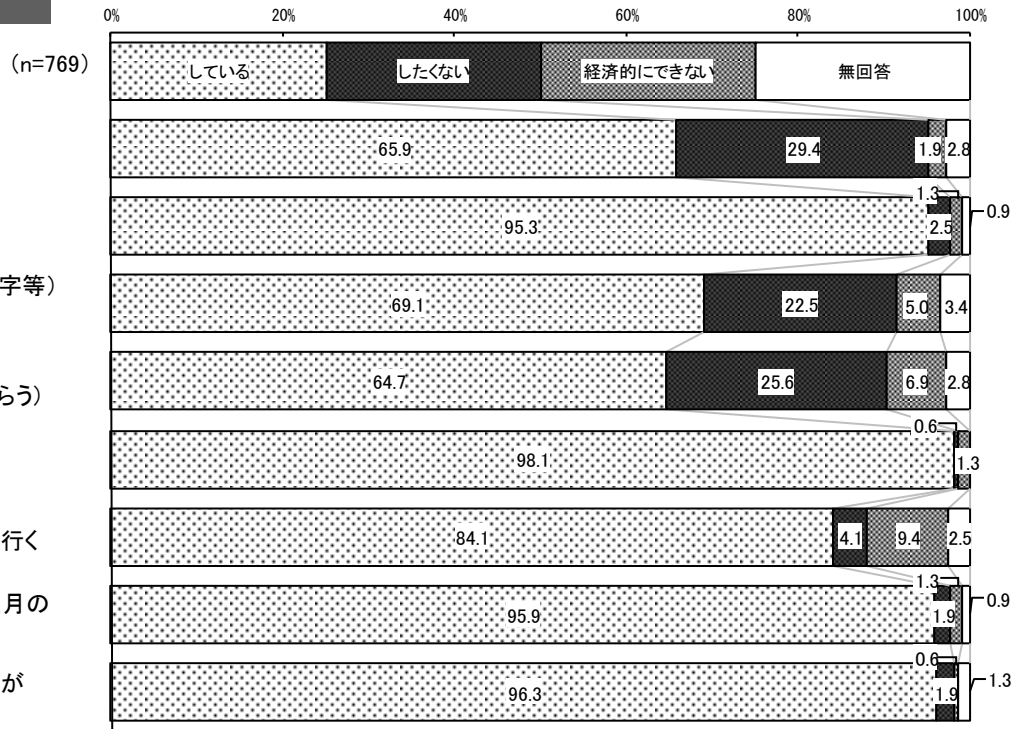 0% 20% 40% 60% 80% 100%
(n=769) している したくない 経済的にできない 無回答
65.9 29.4 1.9 2.8
95.3 2.5 1.3 0.9
字等)
69.1 22.5 5.0 3.4
らう)
64.7 25.6 6.9 2.8
98.1 0.6 1.3
行く
84.1 4.1 9.4 2.5
月の
95.9 1.9 1.3 0.9
が
96.3 1.9 0.6 1.3